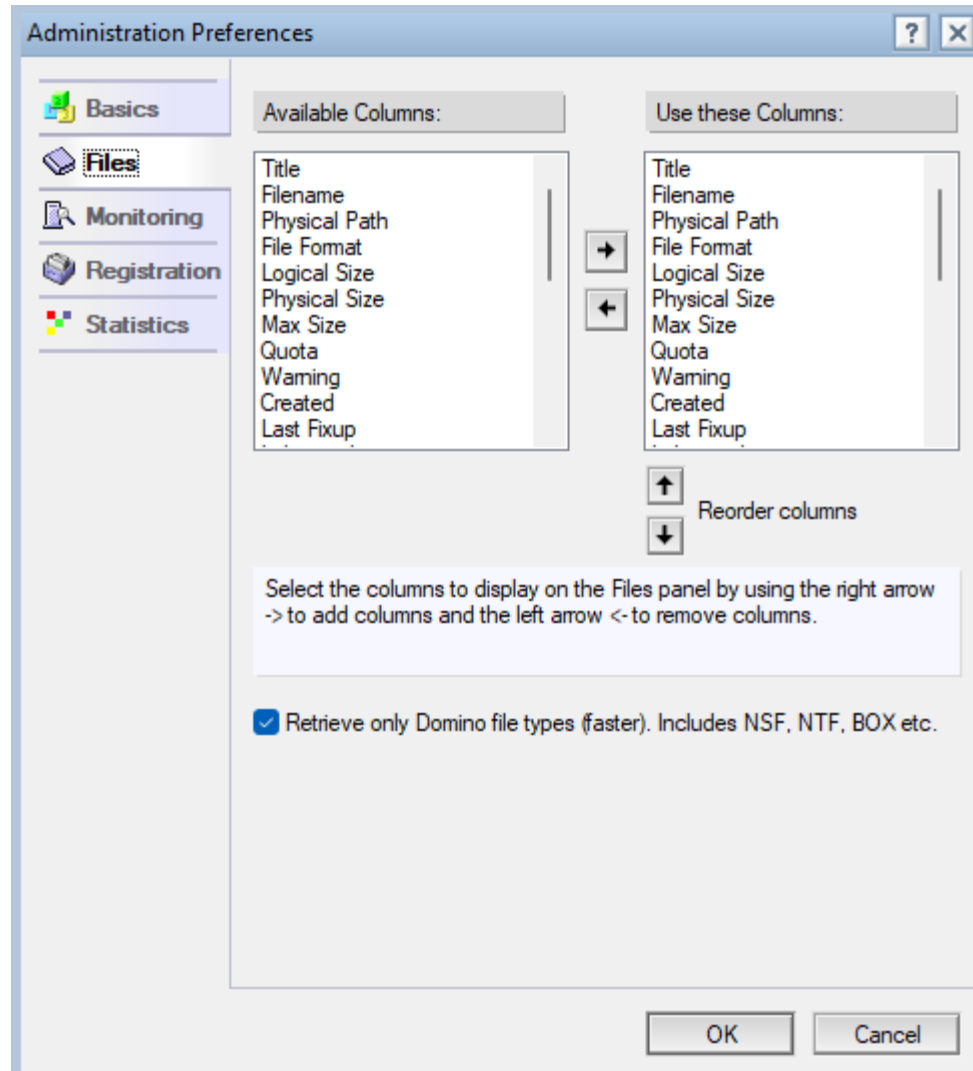 Administration Preferences
?
Basics
Files
Monitoring
Registration
Statistics
Available Columns:
Title
Filename
Physical Path
File Format
Logical Size
Physical Size
Max Size
Quota
Warning
Created
Last Fixup
Use these Columns:
Title
Filename
Physical Path
File Format
Logical Size
Physical Size
Max Size
Quota
Warning
Created
Last Fixup
Reorder columns
Select the columns to display on the Files panel by using the right arrow
-> to add columns and the left arrow <- to remove columns.
Retrieve only Domino file types (faster). Includes NSF, NTF, BOX etc.
OK
Cancel